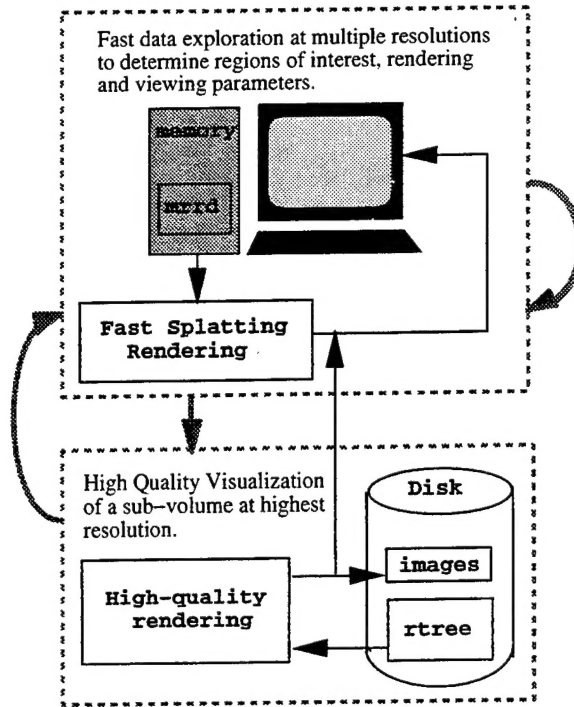 Fast data exploration at multiple resolutions
to determine regions of interest, rendering
and viewing parameters.
memory
mrrd
Fast Splatting
Rendering
High Quality Visualization
of a sub-volume at highest
resolution.
Disk
images
High-quality
rendering
rtree